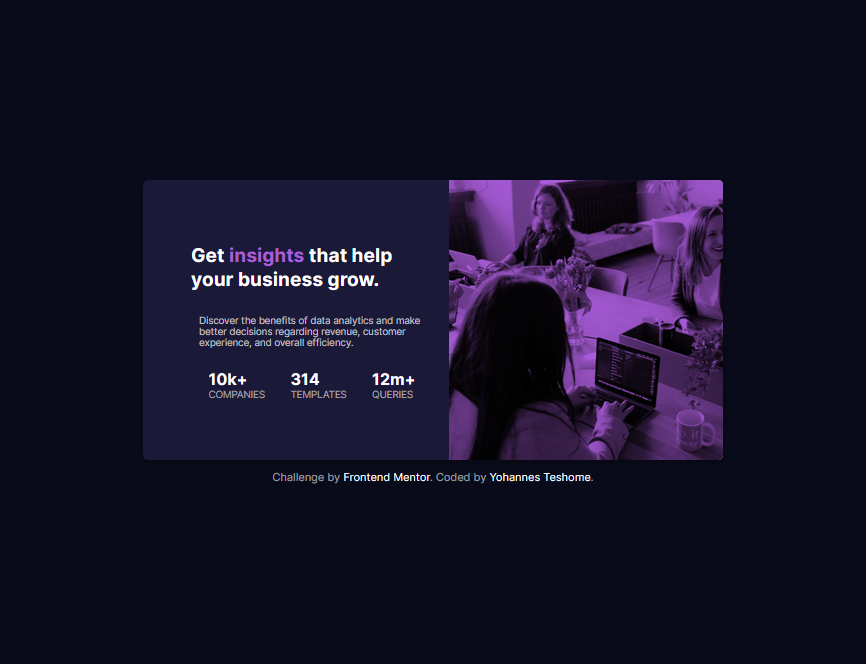 Get insights that help
your business grow.
Discover the benefits of data analytics and make
better decisions regarding revenue, customer
experience, and overall efficiency.
10k+ 314 12m+
COMPANIES TEMPLATES QUERIES
Challenge by Frontend Mentor. Coded by Yohannes Teshome.